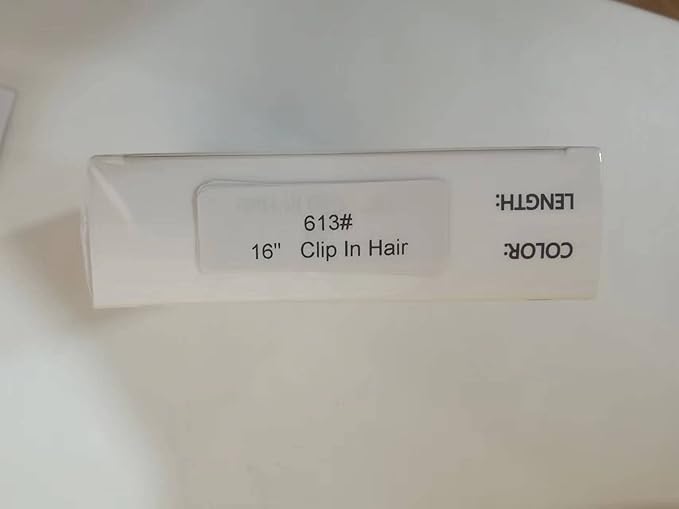 613#
16" Clip In Hair
LENGTH:
COLOR: